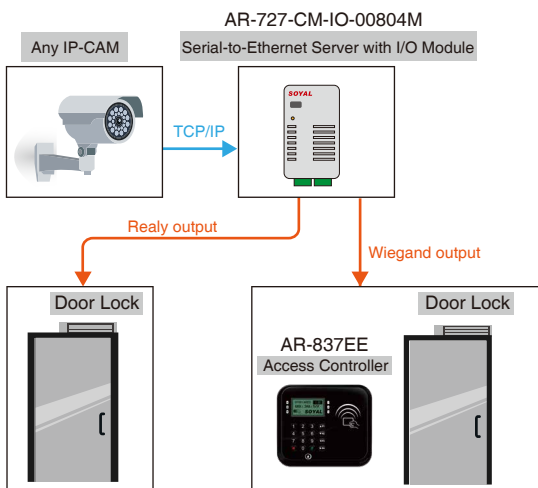 AR-727-CM-IO-00804M
Any IP-CAM
Serial-to-Ethernet Server with I/O Module
SOYAL
TCP/IP
Realy output
Wiegand output
Door Lock
Door Lock
AR-837EE
Access Controller
SOYAL